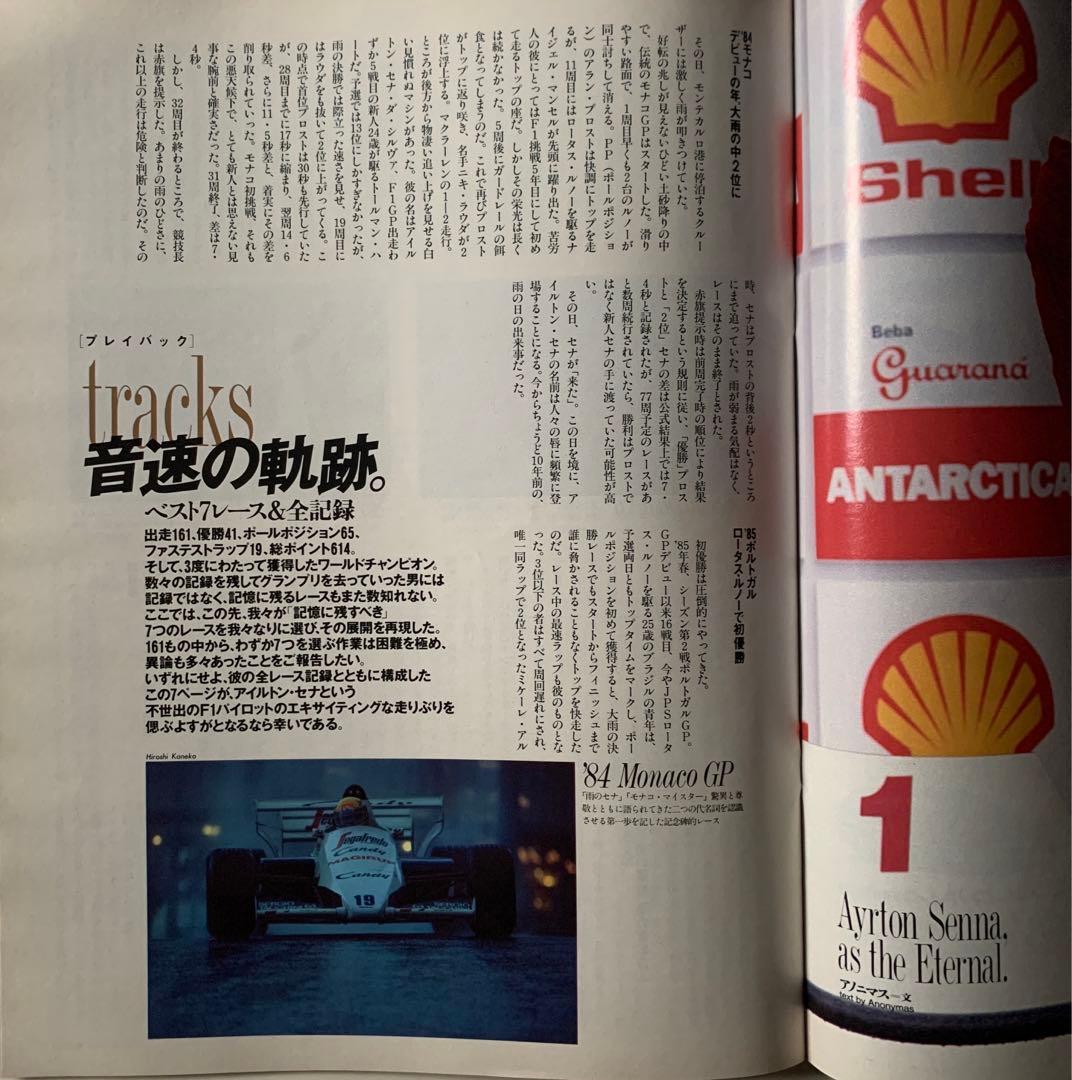 '84モナコ
デビューの年、大雨の中2位に
その日、モンテカルロ港に停泊するクルー
ザーには激しく雨が叩きつけていた。
好転の兆しが見えないひどい土砂降りの中
で、伝統のモナコGPはスタートした。滑り
やすい路面で、1周目早くも2台のルノーが
同士討ちして消える。PP(ポールポジショ
ン)のアラン・プロストは快調にトップを走
るが、11周目にはロータス・ルノーを駆るナ
イジェル・マンセルが先頭に躍り出た。苦労
人の彼にとってはF1挑戦5年目にして初め
て走るトップの座だ。しかしその栄光は長く
は続かなかった。5周後にガードレールの餌
食となってしまうのだ。これで再びプロスト
がトップに返り咲き、名手ニキ・ラウダが2
位に浮上する。マクラーレンの1―2走行。
ところが後方から物凄い追い上げを見せる白
い見慣れぬマシンがあった。彼の名はアイル
トン・セナ・ダ・シルヴァ、F1GP出走わ
ずか5戦目の新人24歳が駆るトールマン・ハ
ートだ。予選では13位にしかすぎなかったが、
雨の決勝では際立った速さを見せ、19周目に
はラウダをも抜いて2位に上がってくる。こ
の時点で首位プロストは30秒も先行していた
が、28周目までに17秒に縮まり、翌周14・6
秒差、さらに11・5秒差と、着実にその差を
削り取られていった。モナコ初挑戦、それも
この悪天候下で、とても新人とは思えない見
事な腕前と確実さだった。31周終了、差は7・
4秒。
しかし、32周目が終わるところで、競技長
は赤旗を提示した。あまりの雨のひどさに、
これ以上の走行は危険と判断したのだ。その
時、セナはプロストの背後2秒というところ
にまで迫っていた。雨が弱まる気配はなく、
レースはそのまま終了とされた。
赤旗提示時は前周完了時の順位により結果
を決定するという規則に従い、「優勝」プロス
トと「2位」セナの差は公式結果上では7・
4秒と記録されたが、77周予定のレースがあ
と数周続行されていたら、勝利はプロストで
はなく新人セナの手に渡っていた可能性が高
い。
その日、セナが「来た」。この日を境に、ア
イルトン・セナの名前は人々の唇に頻繁に登
場することになる。今からちょうど10年前の、
雨の日の出来事だった。
'85ポルトガル
ロータス・ルノーで初優勝
初優勝は圧倒的にやってきた。
'85年春、シーズン第2戦ポルトガルGP。
GPデビュー以来16戦目、今やJPSロータ
ス・ルノーを駆る25歳のブラジルの青年は、
予選両日ともトップタイムをマークし、ポー
ルポジションを初めて獲得すると、大雨の決
勝レースでもスタートからフィニッシュまで
誰に脅かされることもなくトップを快走した
のだ。レース中の最速ラップも彼のものとな
った。3位以下の者はすべて周回遅れにされ、
唯一同ラップで2位となったミケーレ・アル
[プレイバック]
tracks
音速の軌跡。
ベスト7レース&全記録
出走161、優勝41、ポールポジション65、
ファステストラップ19、総ポイント614。
そして、3度にわたって獲得したワールドチャンピオン。
数々の記録を残してグランプリを去っていった男には
記録ではなく、記憶に残るレースもまた数知れない。
ここでは、この先、我々が「記憶に残すべき」
7つのレースを我々なりに選び、その展開を再現した。
161もの中から、わずか7つを選ぶ作業は困難を極め、
異論も多々あったことをご報告したい。
いずれにせよ、彼の全レース記録とともに構成した
この7ページが、アイルトン・セナという
不世出のF1パイロットのエキサイティングな走りぶりを
偲ぶよすがとなるなら幸いである。
Hiroshi Kaneko
'84 Monaco GP
「雨のセナ」「モナコ・マイスター」驚異と尊
敬とともに語られてきた二つの代名詞を認識
させる第一歩を記した記念碑的レース
Segafredo
Candy
MAGIRUS
Candy
19
SERGIO
Shell
Beba
Guaraná
ANTARCTICA
1
Ayrton Senna.
as the Eternal.
アノニマス=文
text by Anonymas